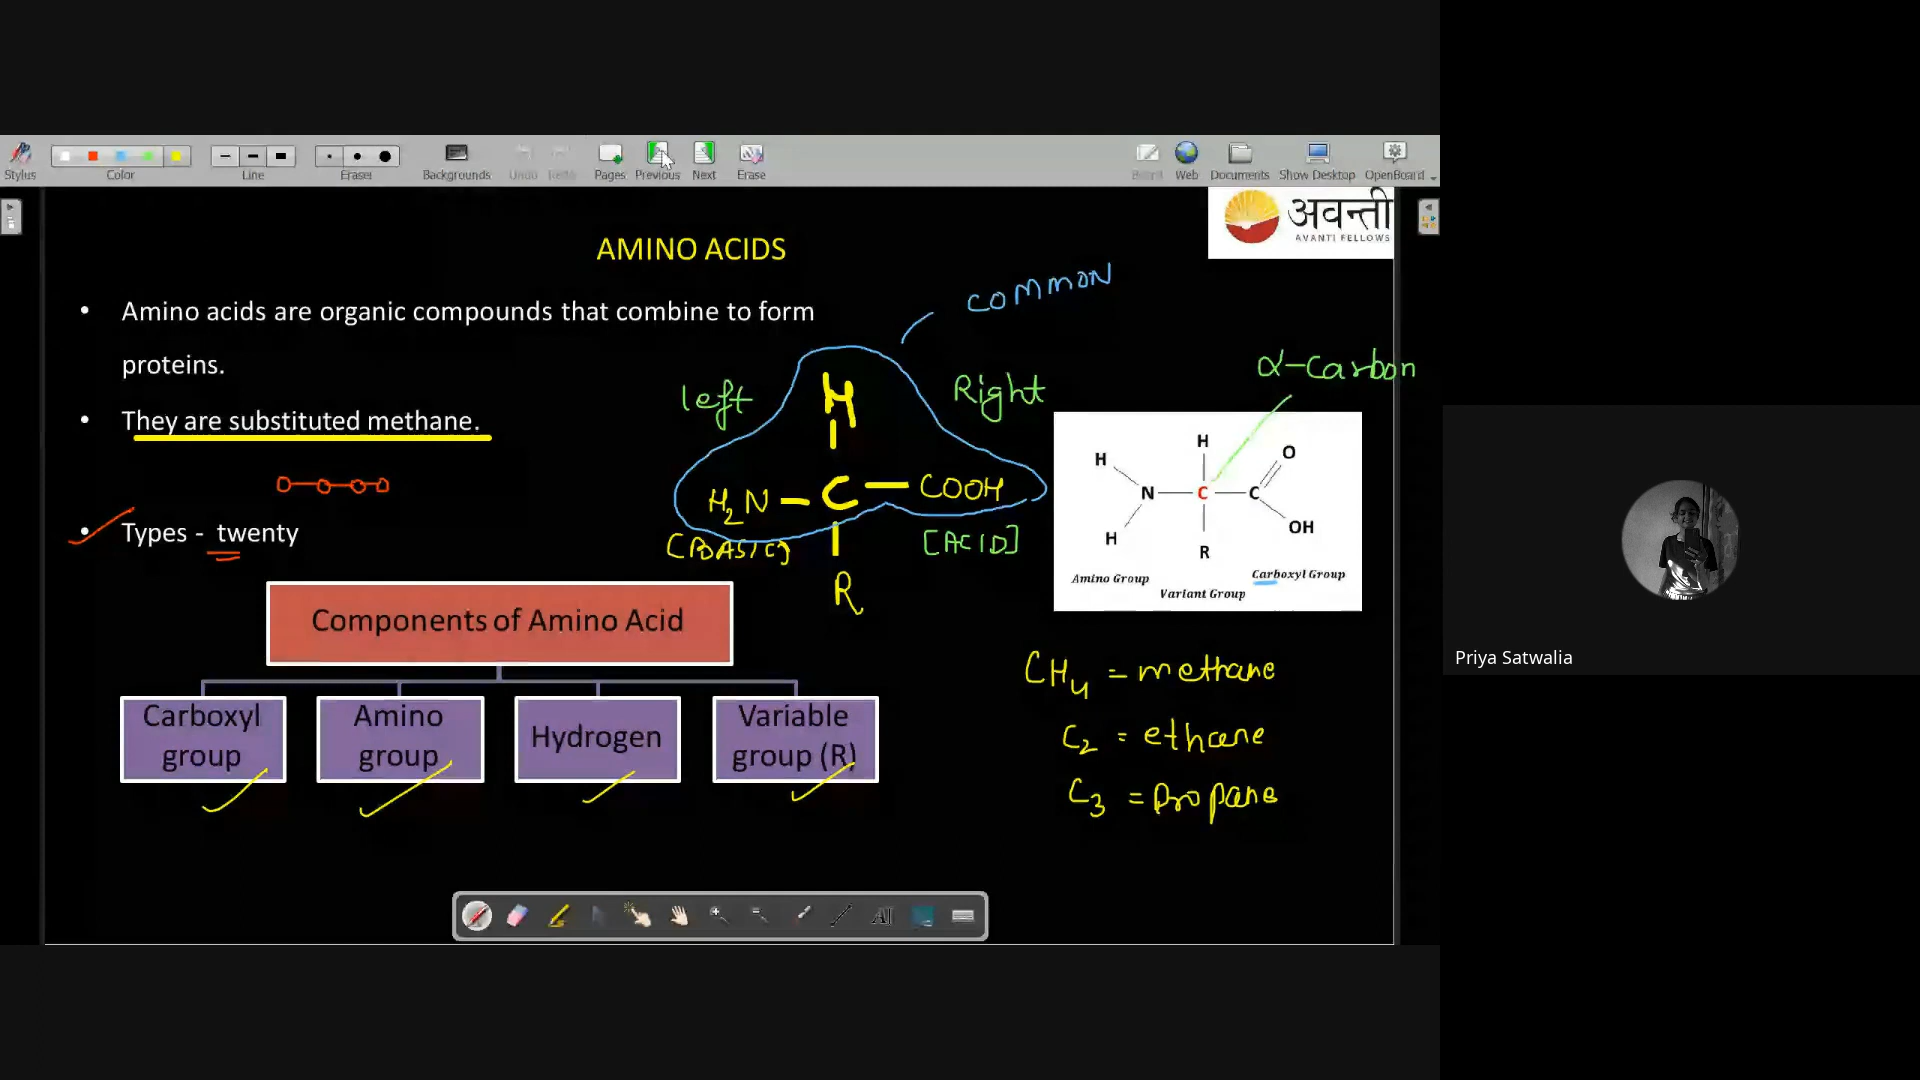 Stylus
Color
Line
Eraser
Backgrounds
Undo
Redo
Pages
Previous
Next
Erase
Board
Web
Documents
Show Desktop
OpenBoard
अवन्ती
AVANTI FELLOWS
AMINO ACIDS
• Amino acids are organic compounds that combine to form
proteins.
• They are substituted methane.
• Types - twenty
common
left
Right
H
H2N – C – COOH
[BASIC]
[ACID]
R
α-Carbon
H
H
O
N
C
C
H
OH
R
Amino Group
Carboxyl Group
Variant Group
Components of Amino Acid
Carboxyl
group
Amino
group
Hydrogen
Variable
group (R)
CH4 = methane
C2 = ethane
C3 = Propane
Priya Satwalia